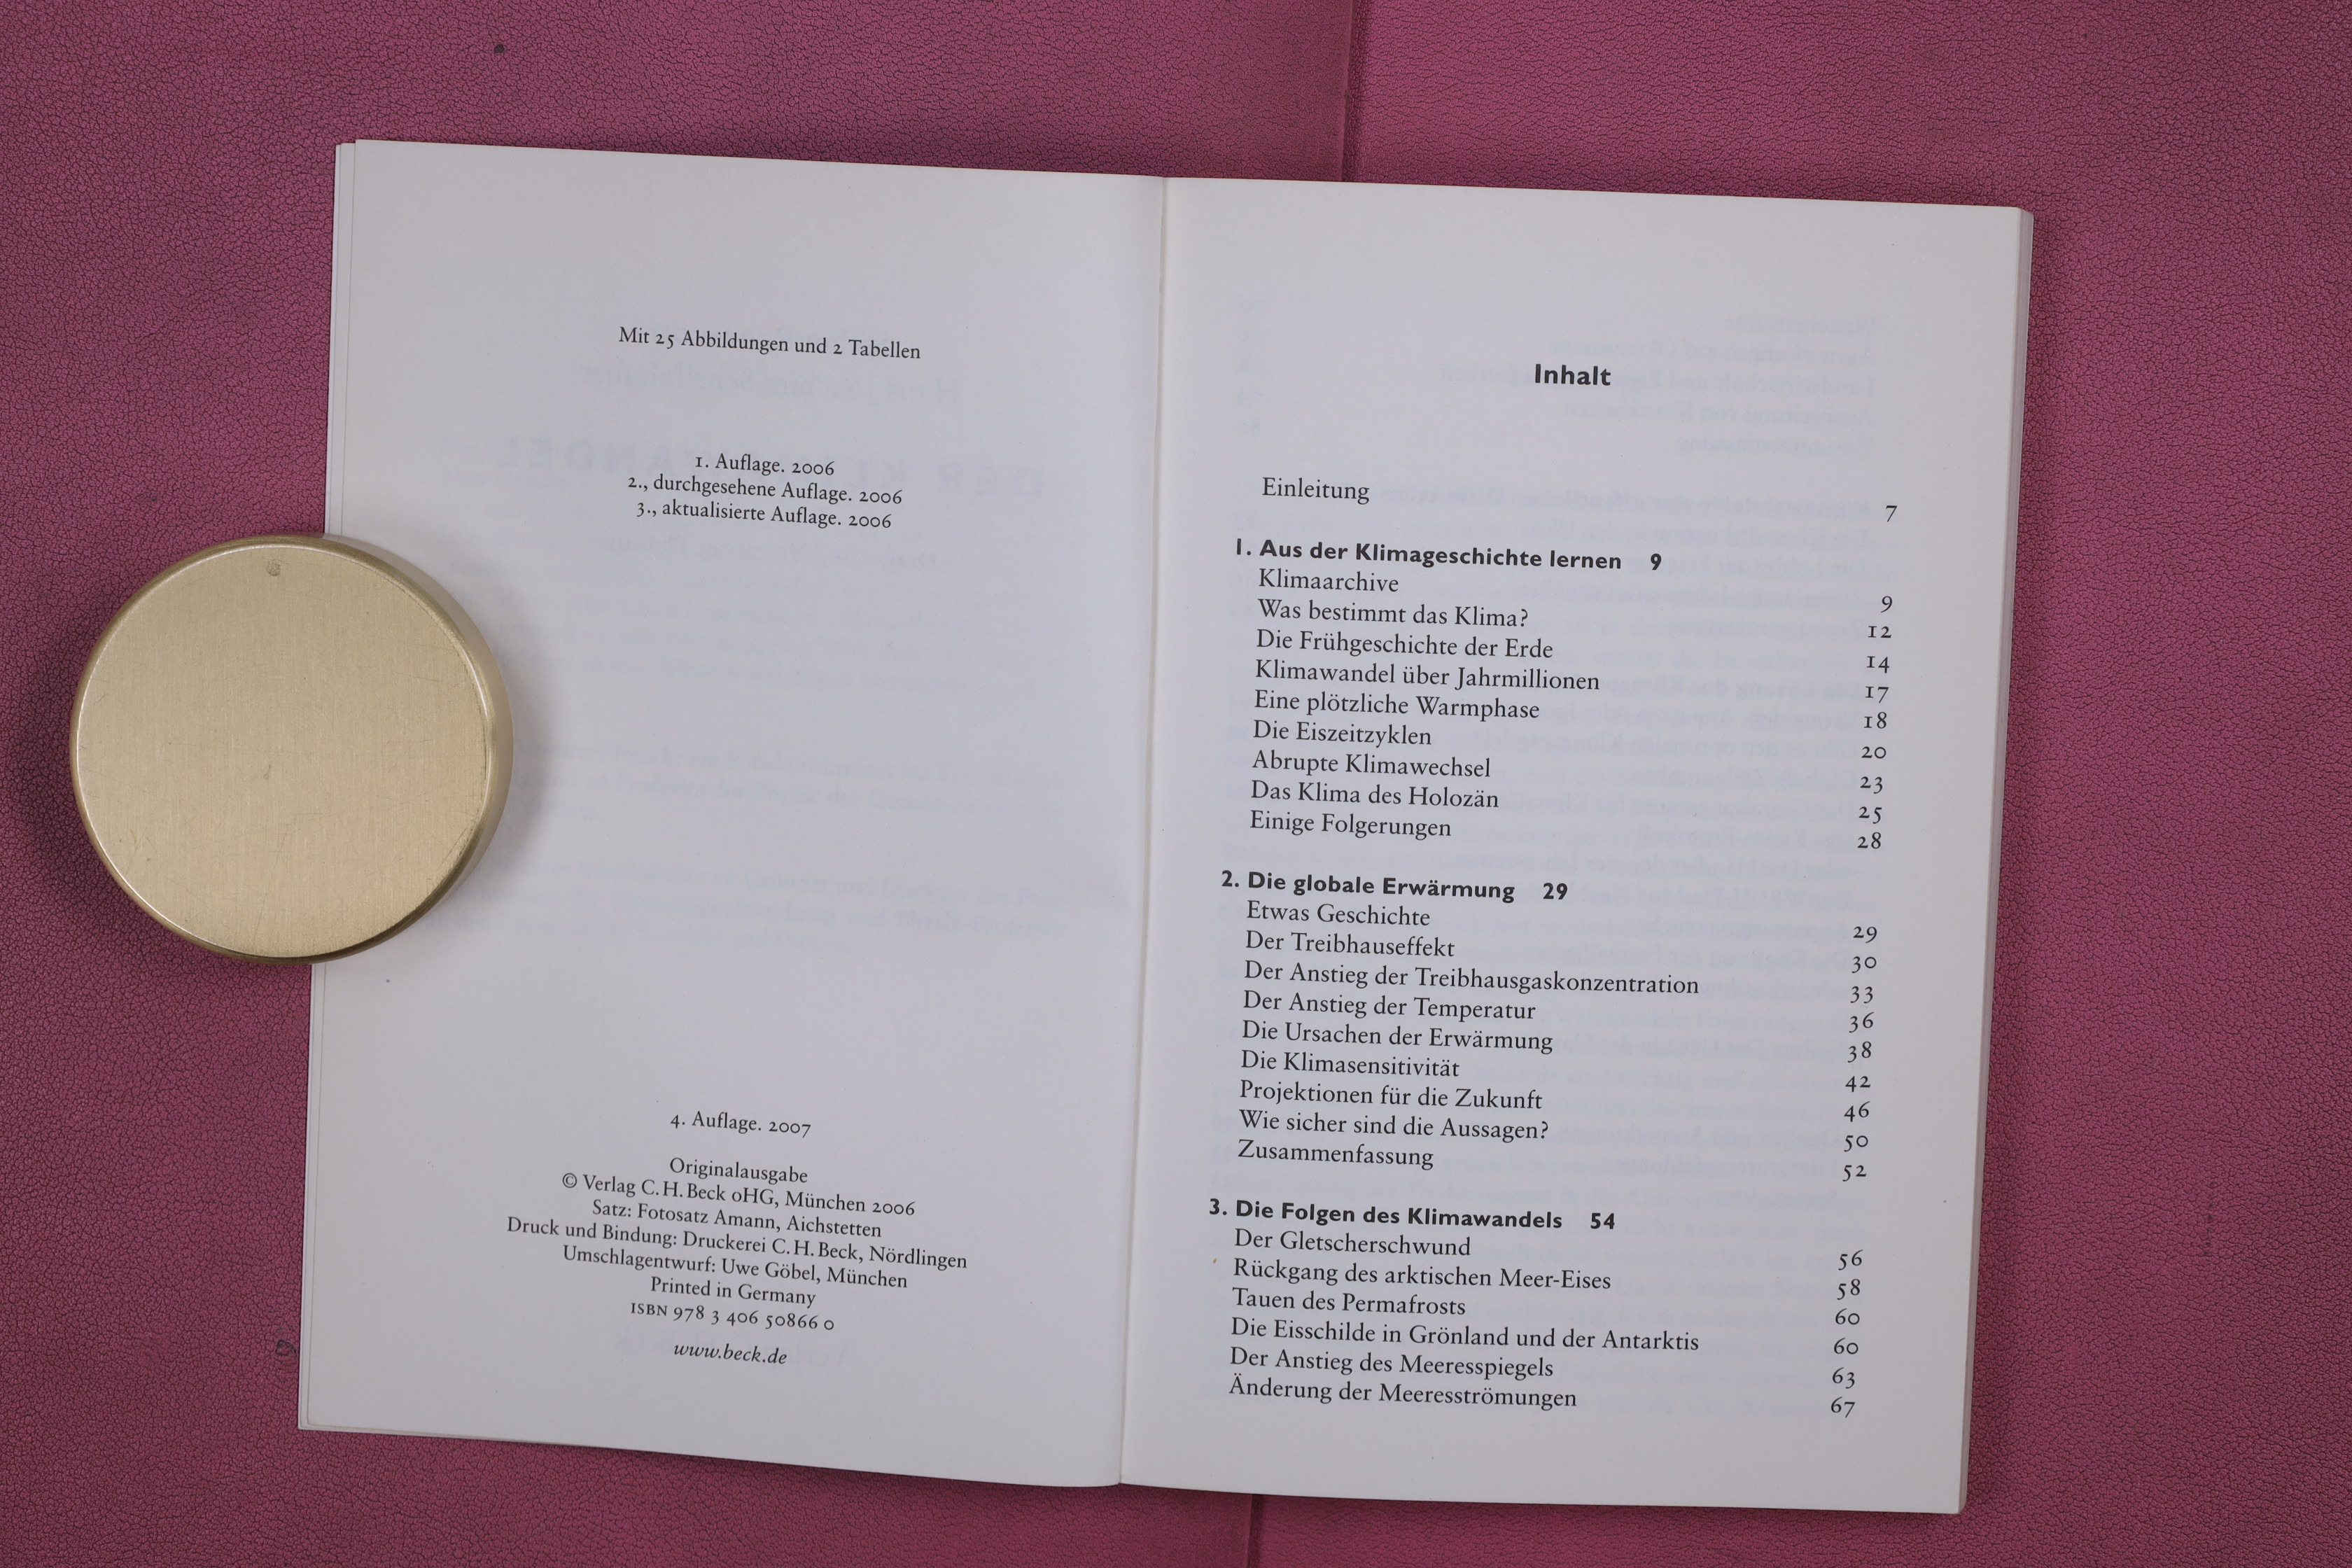 Mit 25 Abbildungen und 2 Tabellen
1. Auflage. 2006
2., durchgesehene Auflage. 2006
3., aktualisierte Auflage. 2006
4. Auflage. 2007
Originalausgabe
© Verlag C.H.Beck oHG, München 2006
Satz: Fotosatz Amann, Aichstetten
Druck und Bindung: Druckerei C.H.Beck, Nördlingen
Umschlagentwurf: Uwe Göbel, München
Printed in Germany
ISBN 978 3 406 50866 0
www.beck.de
Inhalt
Einleitung 7
1. Aus der Klimageschichte lernen 9
Klimaarchive 9
Was bestimmt das Klima? 12
Die Frühgeschichte der Erde 14
Klimawandel über Jahrmillionen 17
Eine plötzliche Warmphase 18
Die Eiszeitzyklen 20
Abrupte Klimawechsel 23
Das Klima des Holozän 25
Einige Folgerungen 28
2. Die globale Erwärmung 29
Etwas Geschichte 29
Der Treibhauseffekt 30
Der Anstieg der Treibhausgaskonzentration 33
Der Anstieg der Temperatur 36
Die Ursachen der Erwärmung 38
Die Klimasensitivität 42
Projektionen für die Zukunft 46
Wie sicher sind die Aussagen? 50
Zusammenfassung 52
3. Die Folgen des Klimawandels 54
Der Gletscherschwund 56
Rückgang des arktischen Meer-Eises 58
Tauen des Permafrosts 60
Die Eisschilde in Grönland und der Antarktis 60
Der Anstieg des Meeresspiegels 63
Änderung der Meeresströmungen 67